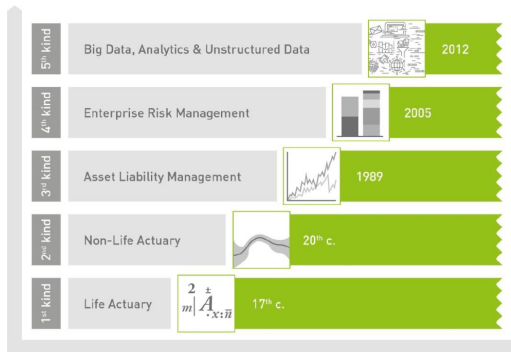 5th kind
Big Data, Analytics & Unstructured Data
2012
4th kind
Enterprise Risk Management
2005
3rd kind
Asset Liability Management
1989
2nd kind
Non-Life Actuary
20th c.
1st kind
Life Actuary
2 ±
m| A x:n̅
17th c.